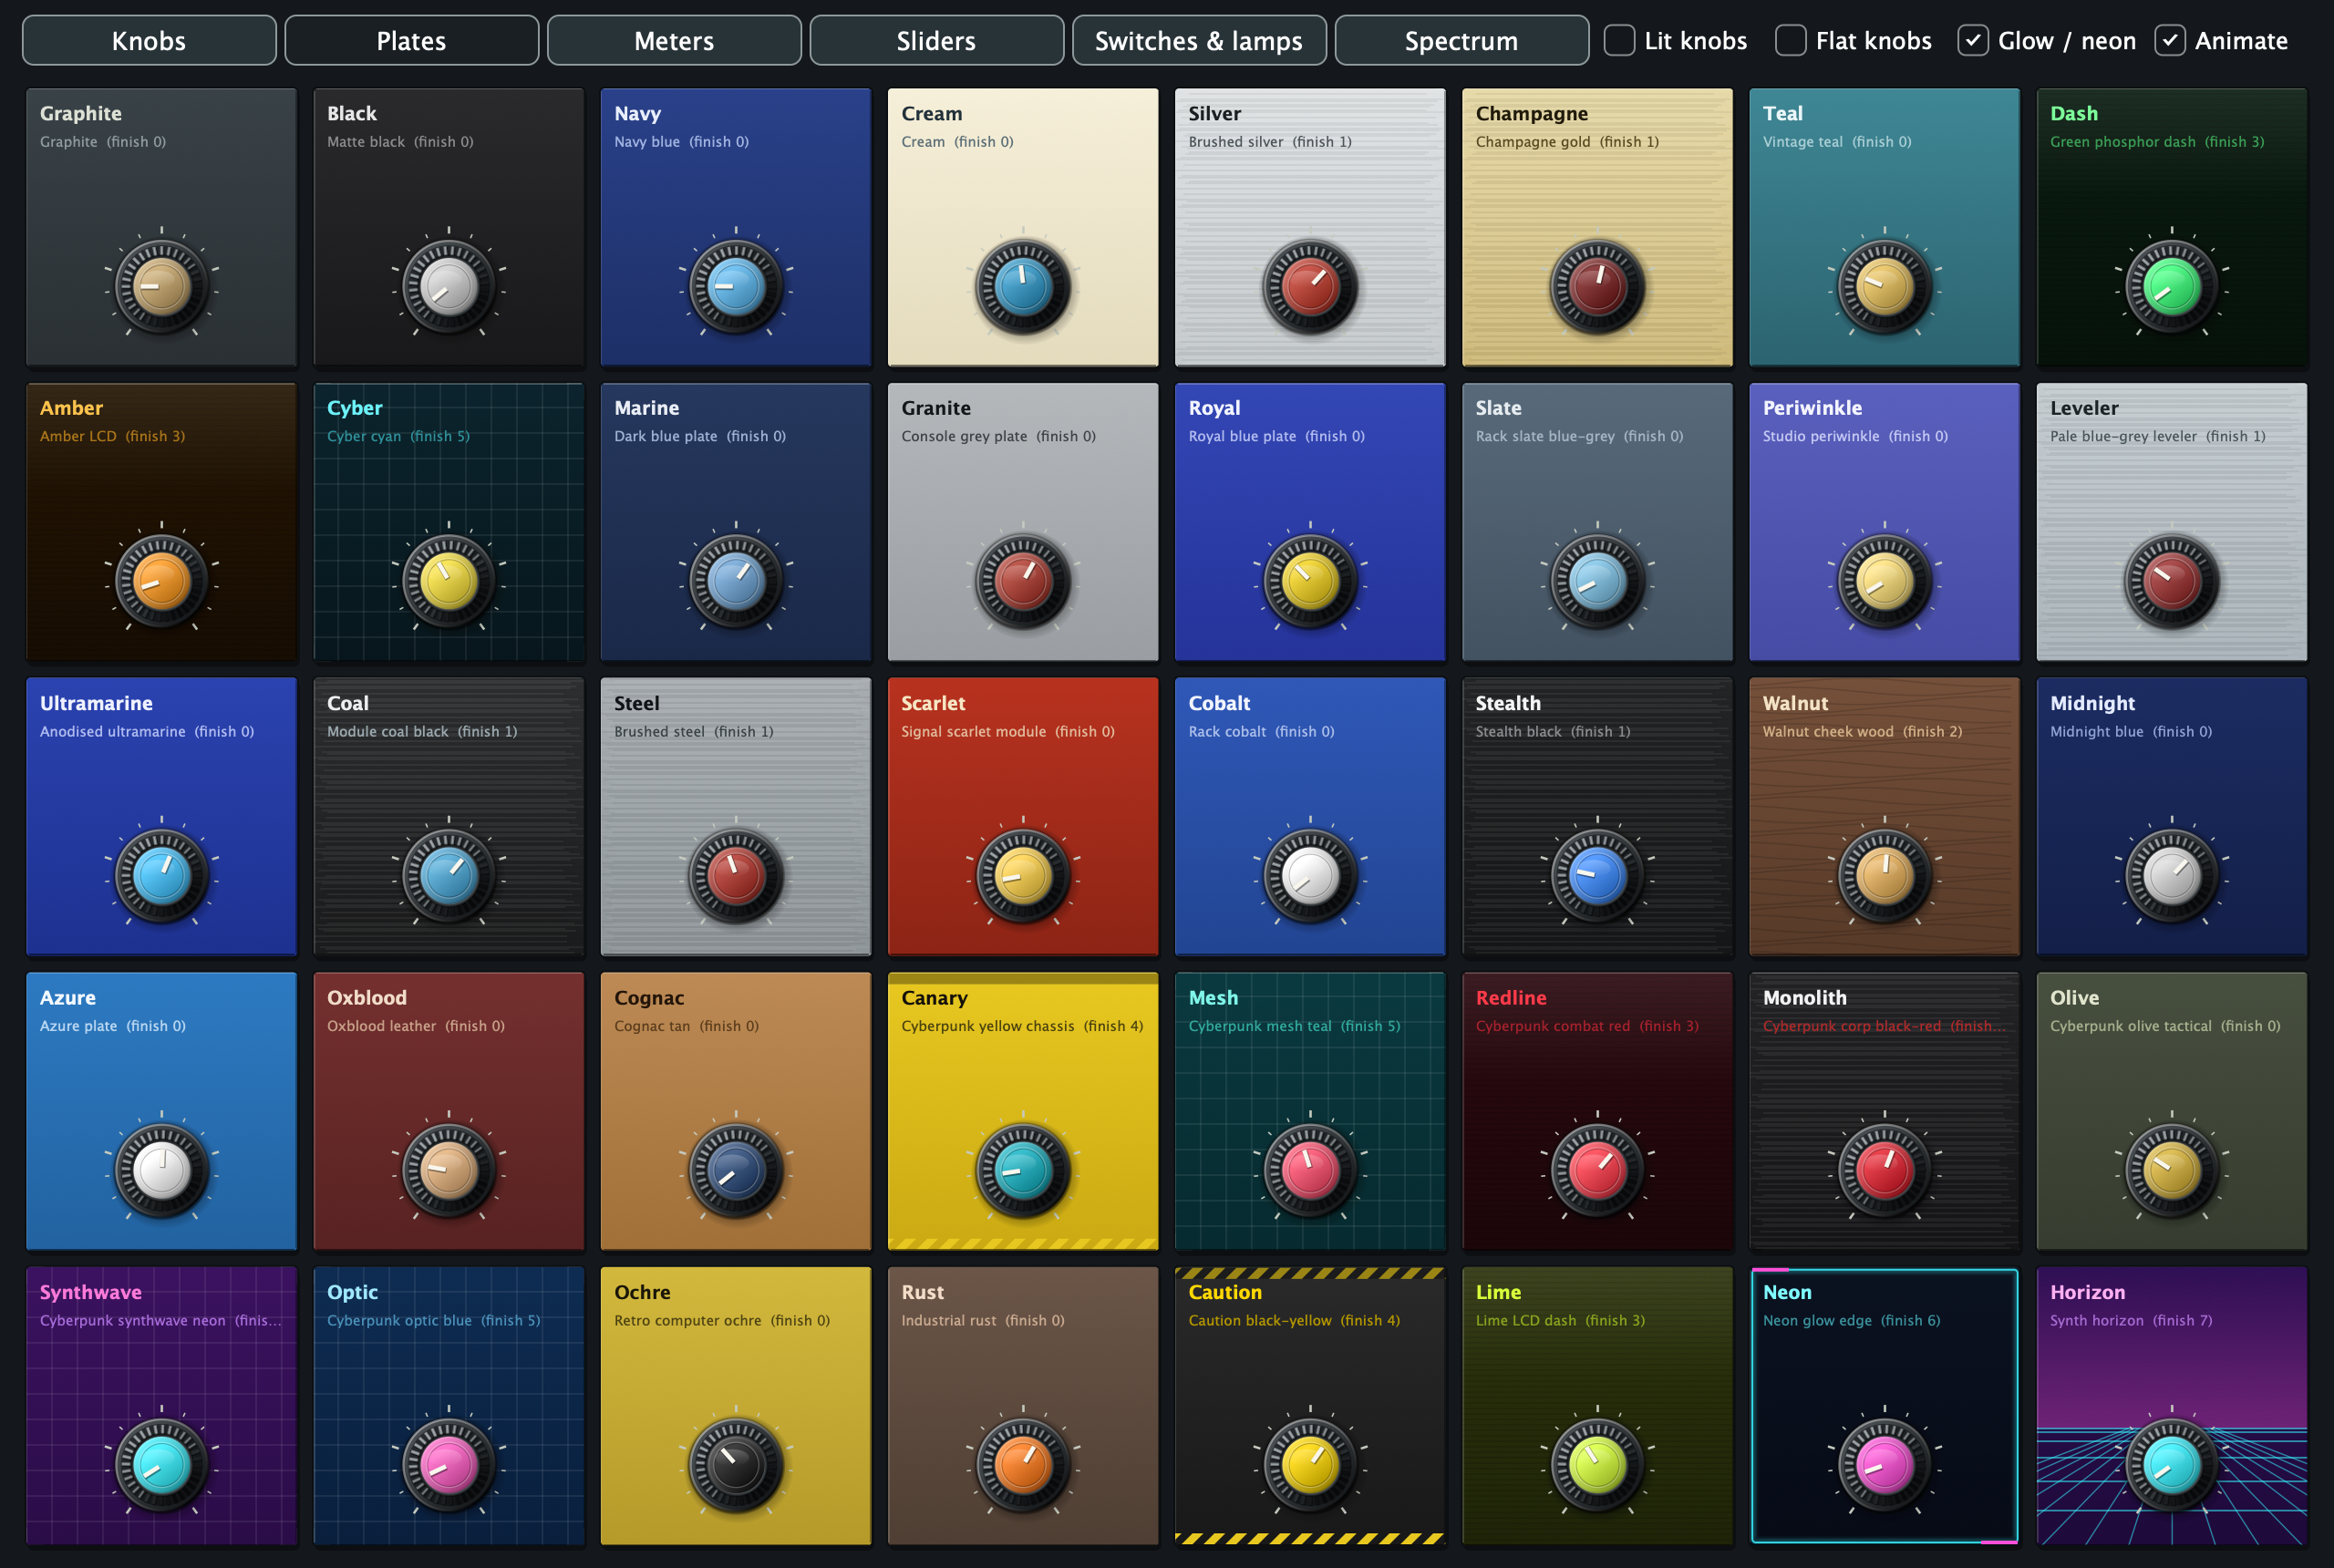 Knobs
Plates
Meters
Sliders
Switches & lamps
Spectrum
Lit knobs
Flat knobs
Glow / neon
Animate
Graphite
Graphite (finish 0)
Black
Matte black (finish 0)
Navy
Navy blue (finish 0)
Cream
Cream (finish 0)
Silver
Brushed silver (finish 1)
Champagne
Champagne gold (finish 1)
Teal
Vintage teal (finish 0)
Dash
Green phosphor dash (finish 3)
Amber
Amber LCD (finish 3)
Cyber
Cyber cyan (finish 5)
Marine
Dark blue plate (finish 0)
Granite
Console grey plate (finish 0)
Royal
Royal blue plate (finish 0)
Slate
Rack slate blue-grey (finish 0)
Periwinkle
Studio periwinkle (finish 0)
Leveler
Pale blue-grey leveler (finish 1)
Ultramarine
Anodised ultramarine (finish 0)
Coal
Module coal black (finish 1)
Steel
Brushed steel (finish 1)
Scarlet
Signal scarlet module (finish 0)
Cobalt
Rack cobalt (finish 0)
Stealth
Stealth black (finish 1)
Walnut
Walnut cheek wood (finish 2)
Midnight
Midnight blue (finish 0)
Azure
Azure plate (finish 0)
Oxblood
Oxblood leather (finish 0)
Cognac
Cognac tan (finish 0)
Canary
Cyberpunk yellow chassis (finish 4)
Mesh
Cyberpunk mesh teal (finish 5)
Redline
Cyberpunk combat red (finish 3)
Monolith
Cyberpunk corp black-red (finish...
Olive
Cyberpunk olive tactical (finish 0)
Synthwave
Cyberpunk synthwave neon (finis...
Optic
Cyberpunk optic blue (finish 5)
Ochre
Retro computer ochre (finish 0)
Rust
Industrial rust (finish 0)
Caution
Caution black-yellow (finish 4)
Lime
Lime LCD dash (finish 3)
Neon
Neon glow edge (finish 6)
Horizon
Synth horizon (finish 7)